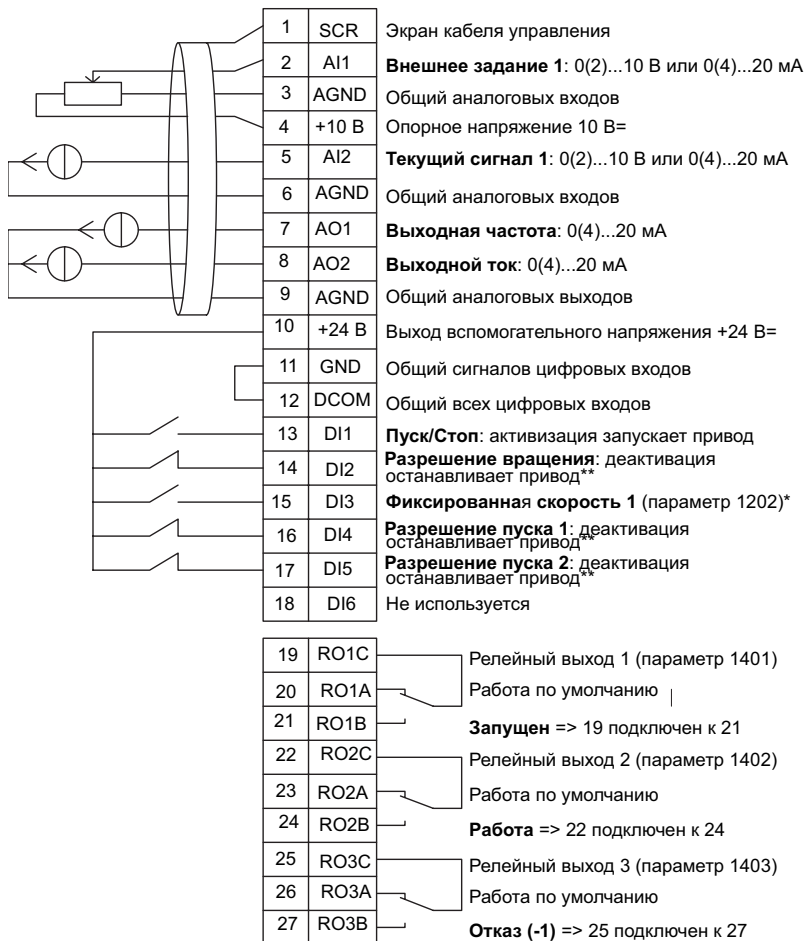 1 SCR Экран кабеля управления
2 AI1 Внешнее задание 1: 0(2)...10 В или 0(4)...20 мА
3 AGND Общий аналоговых входов
4 +10 В Опорное напряжение 10 В=
5 AI2 Текущий сигнал 1: 0(2)...10 В или 0(4)...20 мА
6 AGND Общий аналоговых входов
7 AO1 Выходная частота: 0(4)...20 мА
8 AO2 Выходной ток: 0(4)...20 мА
9 AGND Общий аналоговых выходов
10 +24 В Выход вспомогательного напряжения +24 В=
11 GND Общий сигналов цифровых входов
12 DCOM Общий всех цифровых входов
13 DI1 Пуск/Стоп: активизация запускает привод
14 DI2 Разрешение вращения: деактивация
останавливает привод**
15 DI3 Фиксированная скорость 1 (параметр 1202)*
16 DI4 Разрешение пуска 1: деактивация
останавливает привод**
17 DI5 Разрешение пуска 2: деактивация
останавливает привод**
18 DI6 Не используется
19 RO1C Релейный выход 1 (параметр 1401)
20 RO1A Работа по умолчанию
21 RO1B Запущен => 19 подключен к 21
22 RO2C Релейный выход 2 (параметр 1402)
23 RO2A Работа по умолчанию
24 RO2B Работа => 22 подключен к 24
25 RO3C Релейный выход 3 (параметр 1403)
26 RO3A Работа по умолчанию
27 RO3B Отказ (-1) => 25 подключен к 27